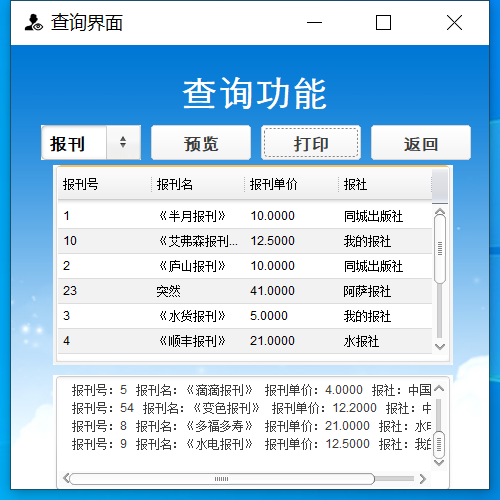 查询界面
查询功能
报刊 预览 打印 返回
报刊号 报刊名 报刊单价 报社
1 《半月报刊》 10.0000 同城出版社
10 《艾弗森报刊... 12.5000 我的报社
2 《庐山报刊》 10.0000 同城出版社
23 突然 41.0000 阿萨报社
3 《水货报刊》 5.0000 我的报社
4 《顺丰报刊》 21.0000 水报社
报刊号：5 报刊名：《滴滴报刊》 报刊单价：4.0000 报社：中国
报刊号：54 报刊名：《变色报刊》 报刊单价：12.2000 报社：中
报刊号：8 报刊名：《多福多寿》 报刊单价：21.0000 报社：水电
报刊号：9 报刊名：《水电报刊》 报刊单价：12.5000 报社：我的